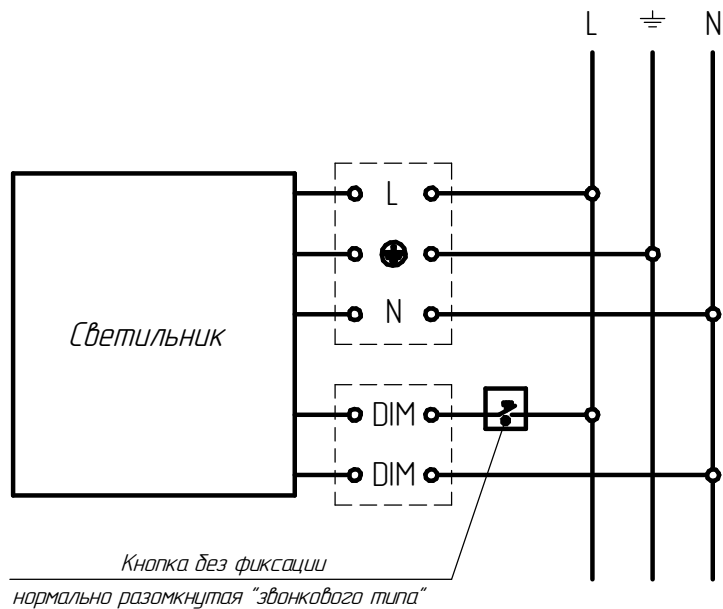 L N
L
N
Светильник
DIM
DIM
Кнопка без фиксации
нормально разомкнутая "звонкового типа"